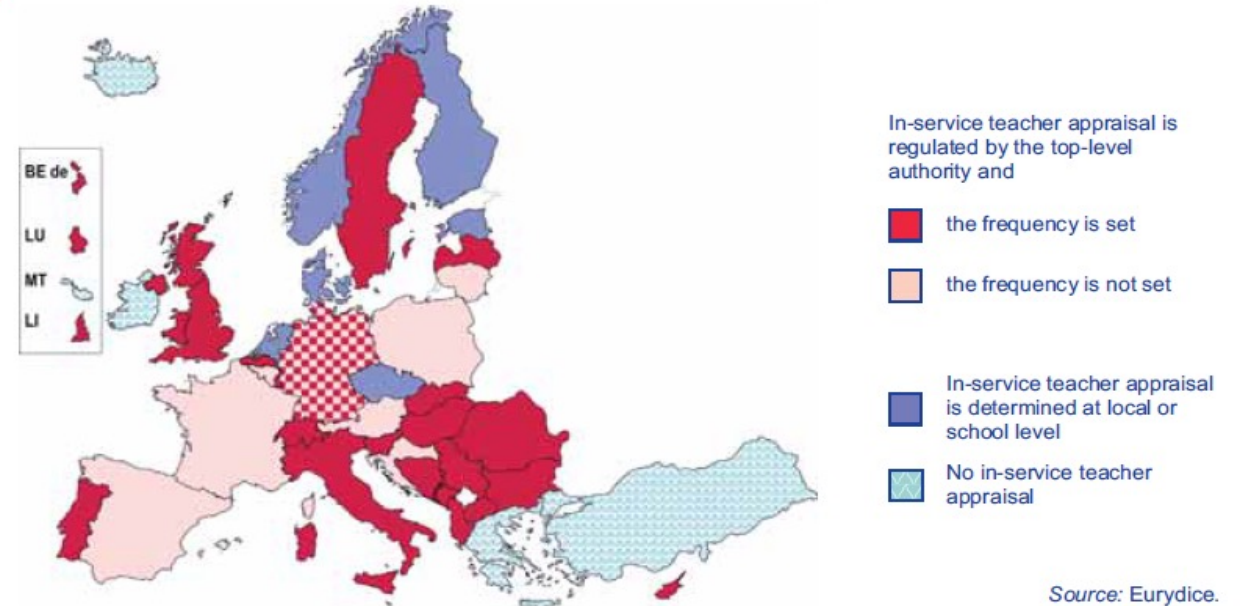 BE de
LU
MT
LI
In-service teacher appraisal is
regulated by the top-level
authority and
the frequency is set
the frequency is not set
In-service teacher appraisal
is determined at local or
school level
No in-service teacher
appraisal
Source: Eurydice.